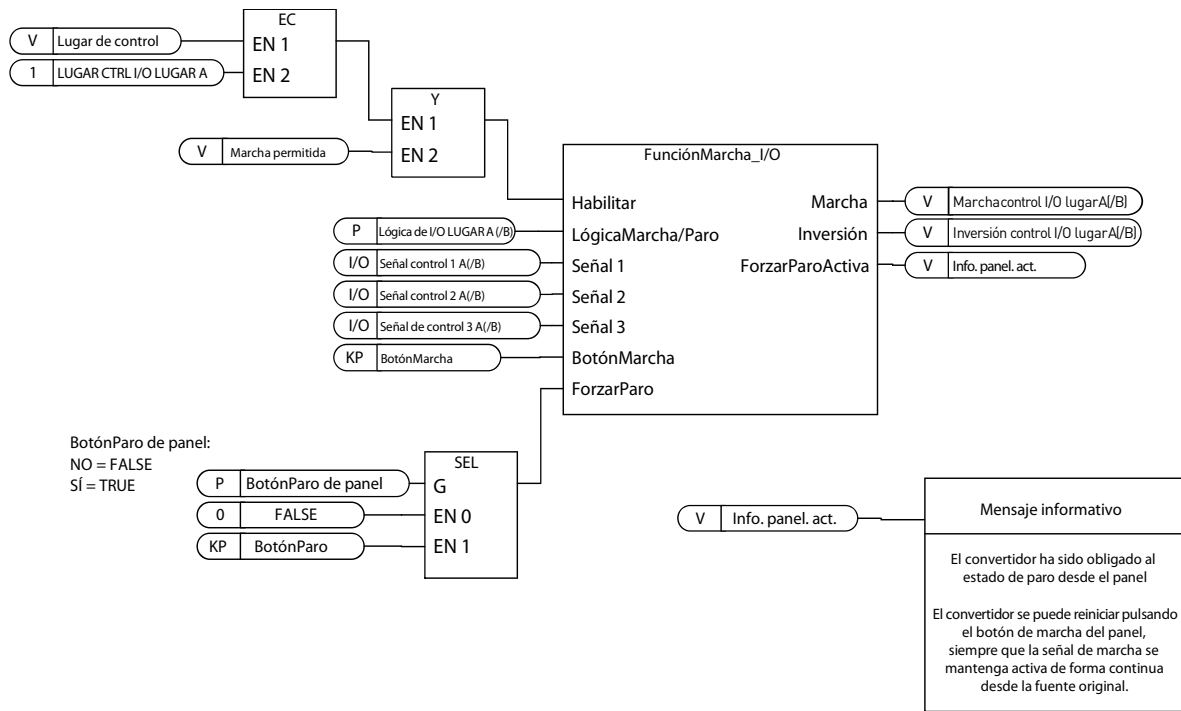 EC
V Lugar de control
EN 1
1 LUGAR CTRL I/O LUGAR A
EN 2
Y
EN 1
V Marcha permitida
EN 2
FunciónMarcha_I/O
Habilitar
Marcha
V Marchacontrol I/O lugarA(/B)
P Lógica de I/O LUGAR A (/B)
LógicaMarcha/Paro
Inversión
V Inversión control I/O lugarA(/B)
I/O Señal control 1 A(/B)
Señal 1
ForzarParoActiva
V Info. panel. act.
I/O Señal control 2 A(/B)
Señal 2
I/O Señal de control 3 A(/B)
Señal 3
KP BotónMarcha
BotónMarcha
ForzarParo
BotónParo de panel:
NO = FALSE
SÍ = TRUE
SEL
P BotónParo de panel
G
0 FALSE
EN 0
KP BotónParo
EN 1
V Info. panel. act.
Mensaje informativo
El convertidor ha sido obligado al
estado de paro desde el panel
El convertidor se puede reiniciar pulsando
el botón de marcha del panel,
siempre que la señal de marcha se
mantenga activa de forma continua
desde la fuente original.